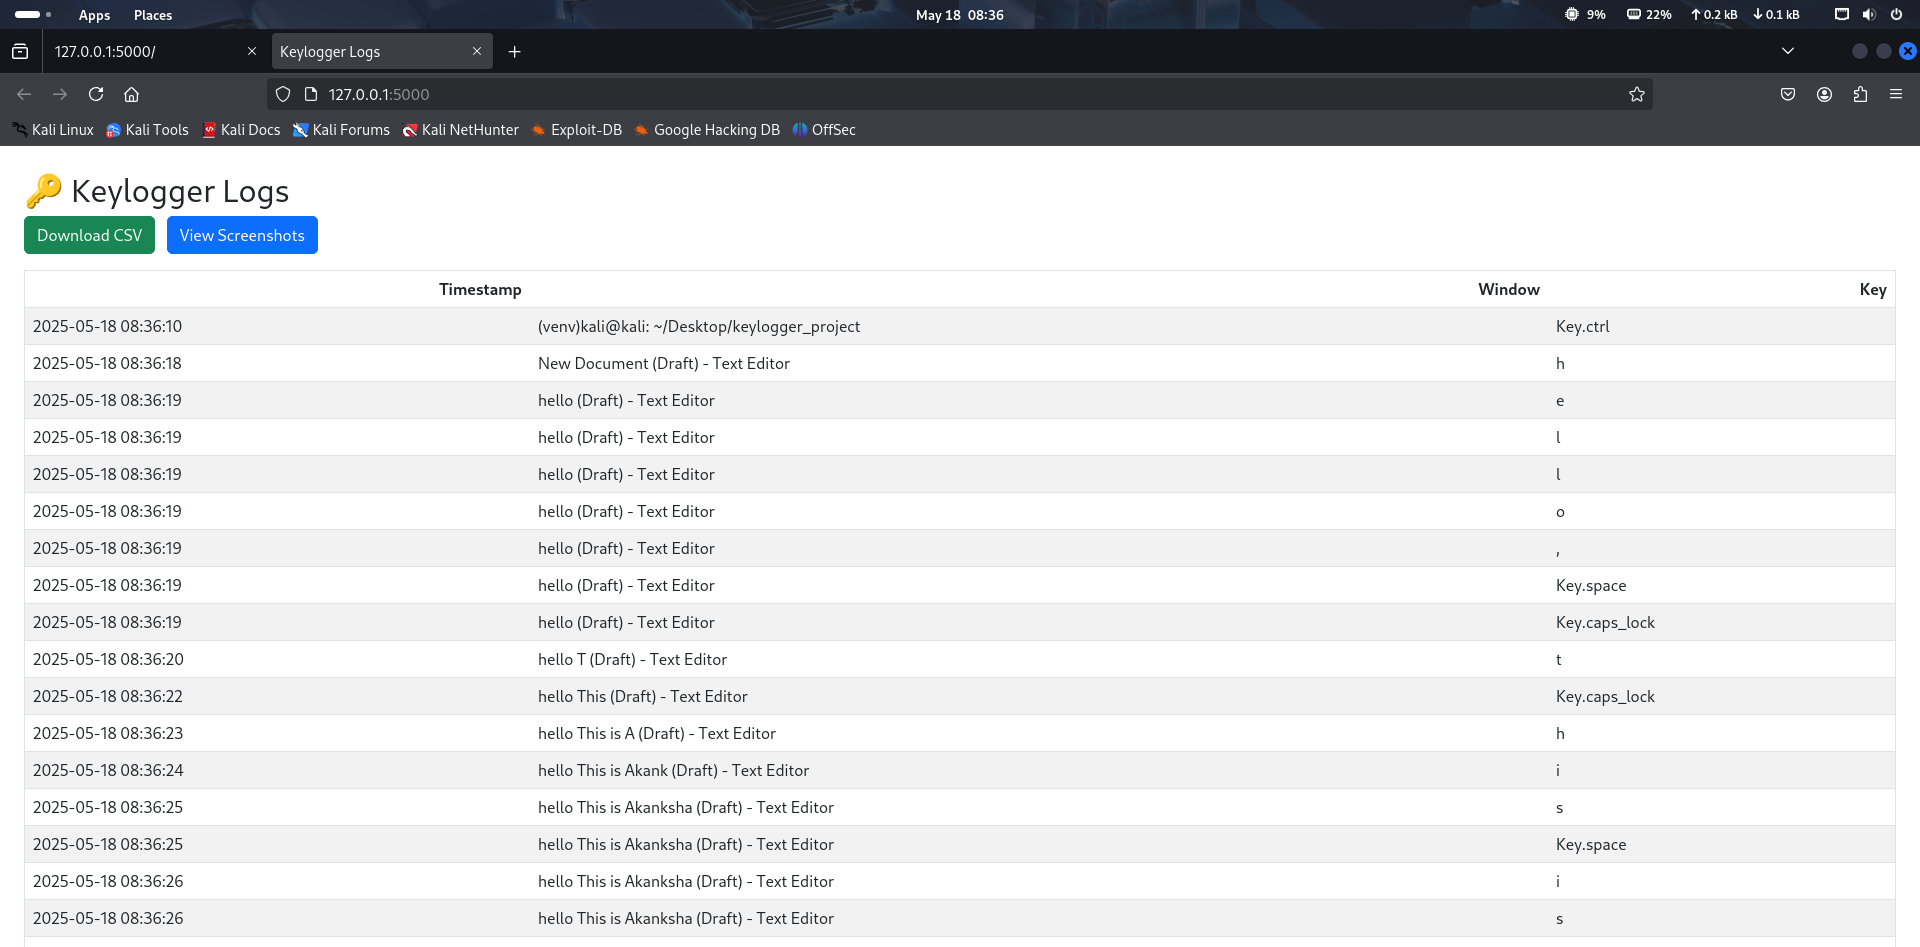 Apps Places May 18 08:36 9% 22% 0.2 kB 0.1 kB
127.0.0.1:5000/ Keylogger Logs
127.0.0.1:5000
Kali Linux Kali Tools Kali Docs Kali Forums Kali NetHunter Exploit-DB Google Hacking DB OffSec
Keylogger Logs
Download CSV View Screenshots
Timestamp Window Key
2025-05-18 08:36:10 (venv)kali@kali: ~/Desktop/keylogger_project Key.ctrl
2025-05-18 08:36:18 New Document (Draft) - Text Editor h
2025-05-18 08:36:19 hello (Draft) - Text Editor e
2025-05-18 08:36:19 hello (Draft) - Text Editor l
2025-05-18 08:36:19 hello (Draft) - Text Editor l
2025-05-18 08:36:19 hello (Draft) - Text Editor o
2025-05-18 08:36:19 hello (Draft) - Text Editor ,
2025-05-18 08:36:19 hello (Draft) - Text Editor Key.space
2025-05-18 08:36:19 hello (Draft) - Text Editor Key.caps_lock
2025-05-18 08:36:20 hello T (Draft) - Text Editor t
2025-05-18 08:36:22 hello This (Draft) - Text Editor Key.caps_lock
2025-05-18 08:36:23 hello This is A (Draft) - Text Editor h
2025-05-18 08:36:24 hello This is Akank (Draft) - Text Editor i
2025-05-18 08:36:25 hello This is Akanksha (Draft) - Text Editor s
2025-05-18 08:36:25 hello This is Akanksha (Draft) - Text Editor Key.space
2025-05-18 08:36:26 hello This is Akanksha (Draft) - Text Editor i
2025-05-18 08:36:26 hello This is Akanksha (Draft) - Text Editor s